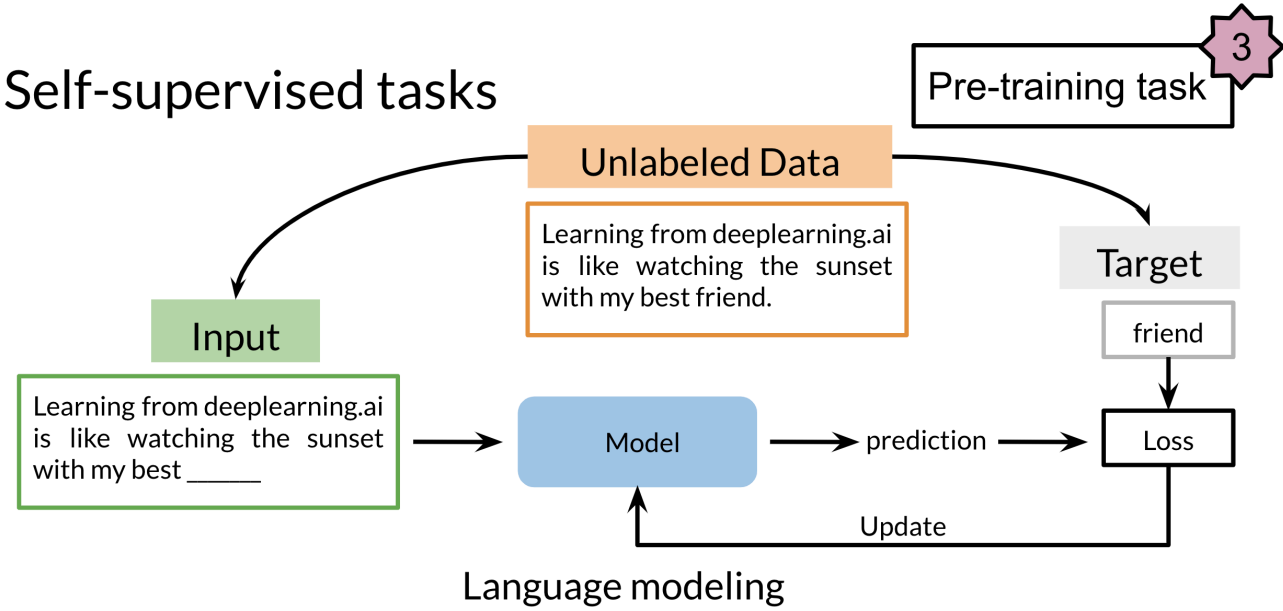 Self-supervised tasks
Pre-training task
3
Unlabeled Data
Learning from deeplearning.ai
is like watching the sunset
with my best friend.
Target
friend
Input
Learning from deeplearning.ai
is like watching the sunset
with my best ______
Model
prediction
Loss
Update
Language modeling